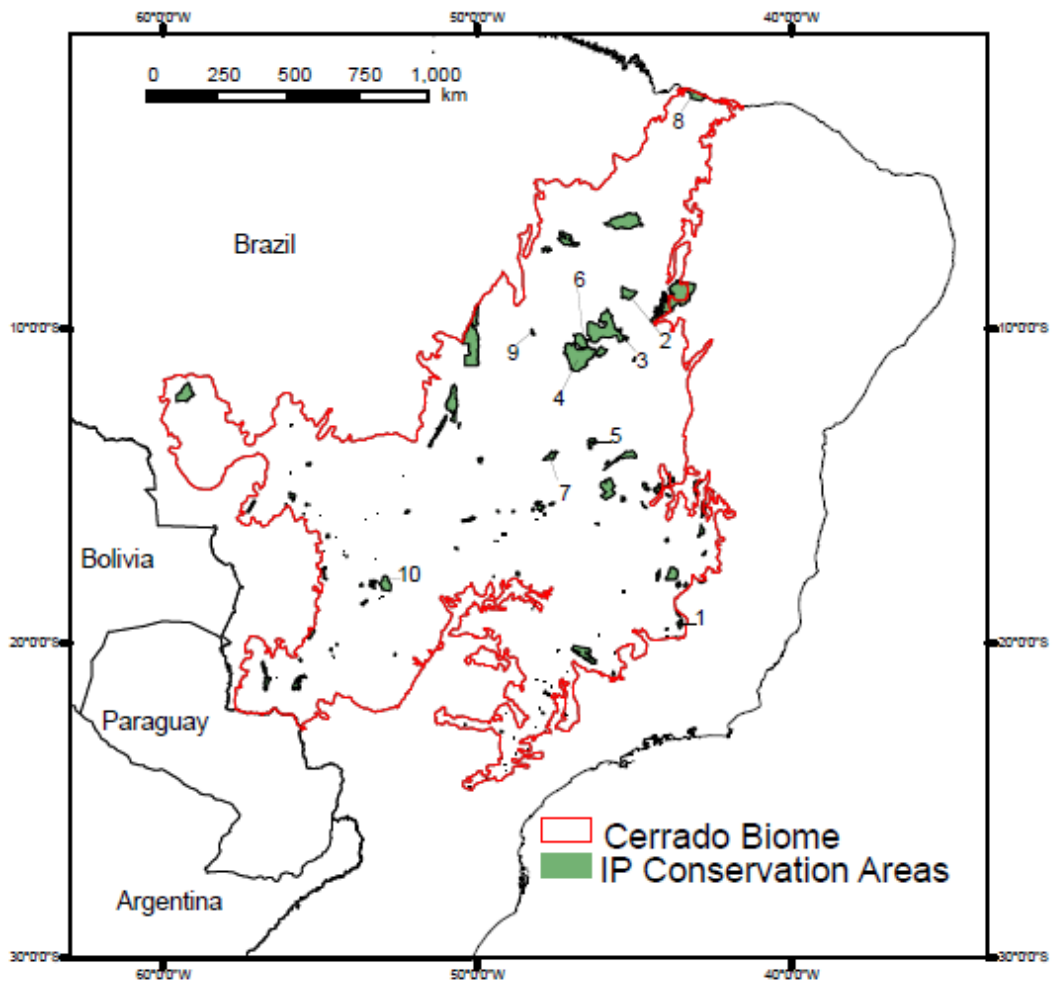 60°0'0"W 50°0'0"W 40°0'0"W
0 250 500 750 1,000
km
8
Brazil
6
10°0'0"S 10°0'0"S
2
9
3
4
5
7
Bolivia
10
1
20°0'0"S 20°0'0"S
Paraguay
Cerrado Biome
IP Conservation Areas
Argentina
30°0'0"S 30°0'0"S
60°0'0"W 50°0'0"W 40°0'0"W